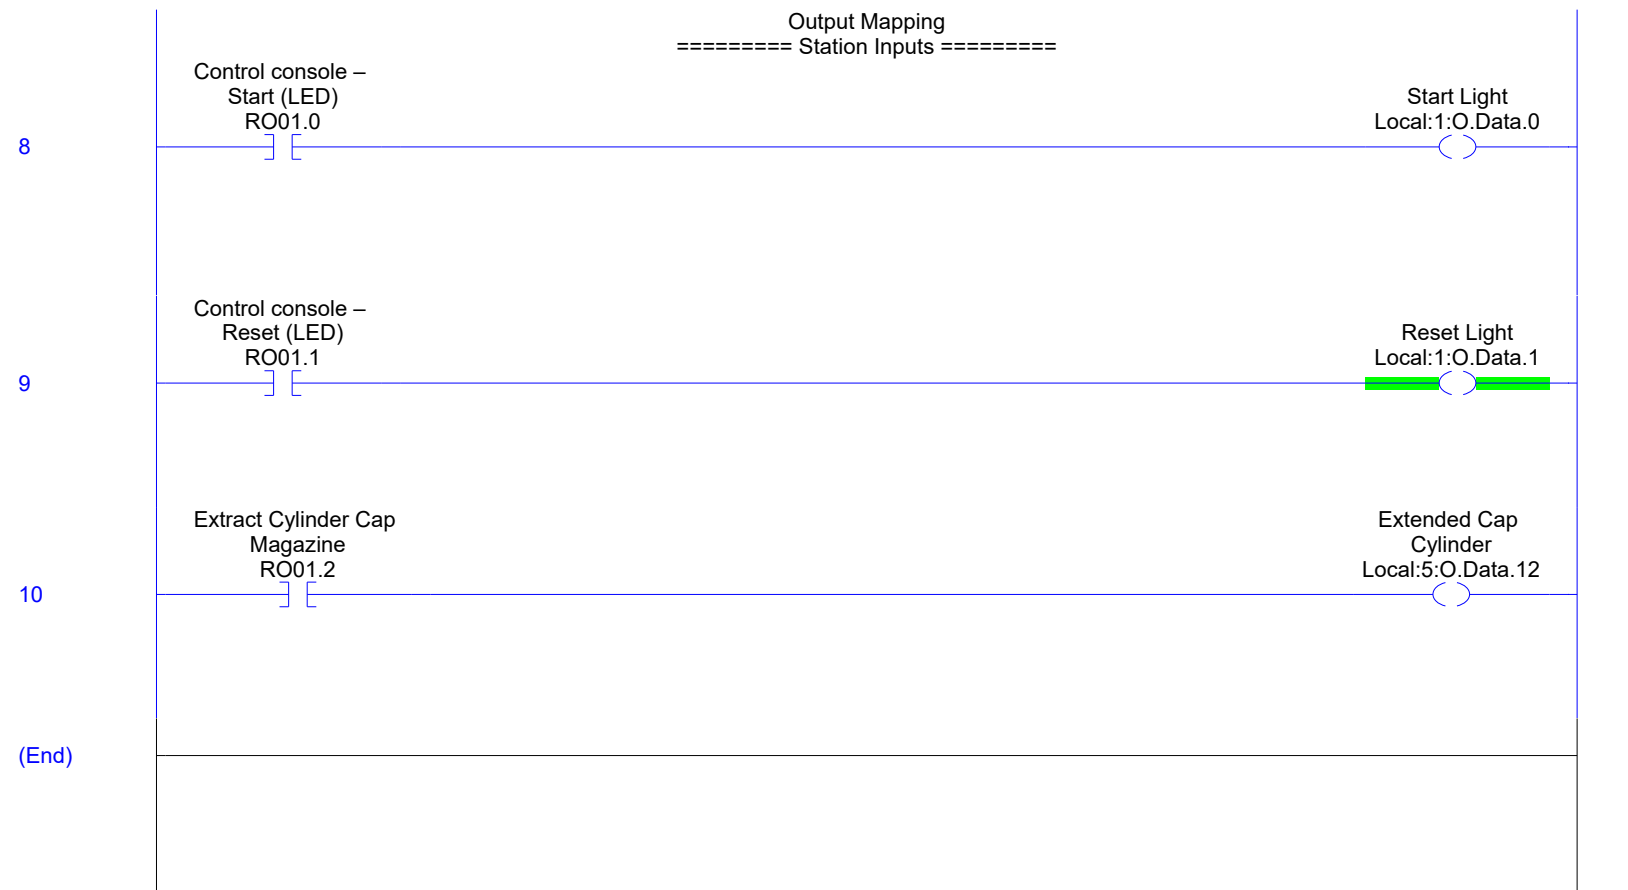 Output Mapping
========= Station Inputs =========
Control console –
Start (LED)
RO01.0
Start Light
Local:1:O.Data.0
8
Control console –
Reset (LED)
RO01.1
Reset Light
Local:1:O.Data.1
9
Extract Cylinder Cap
Magazine
RO01.2
Extended Cap
Cylinder
Local:5:O.Data.12
10
(End)